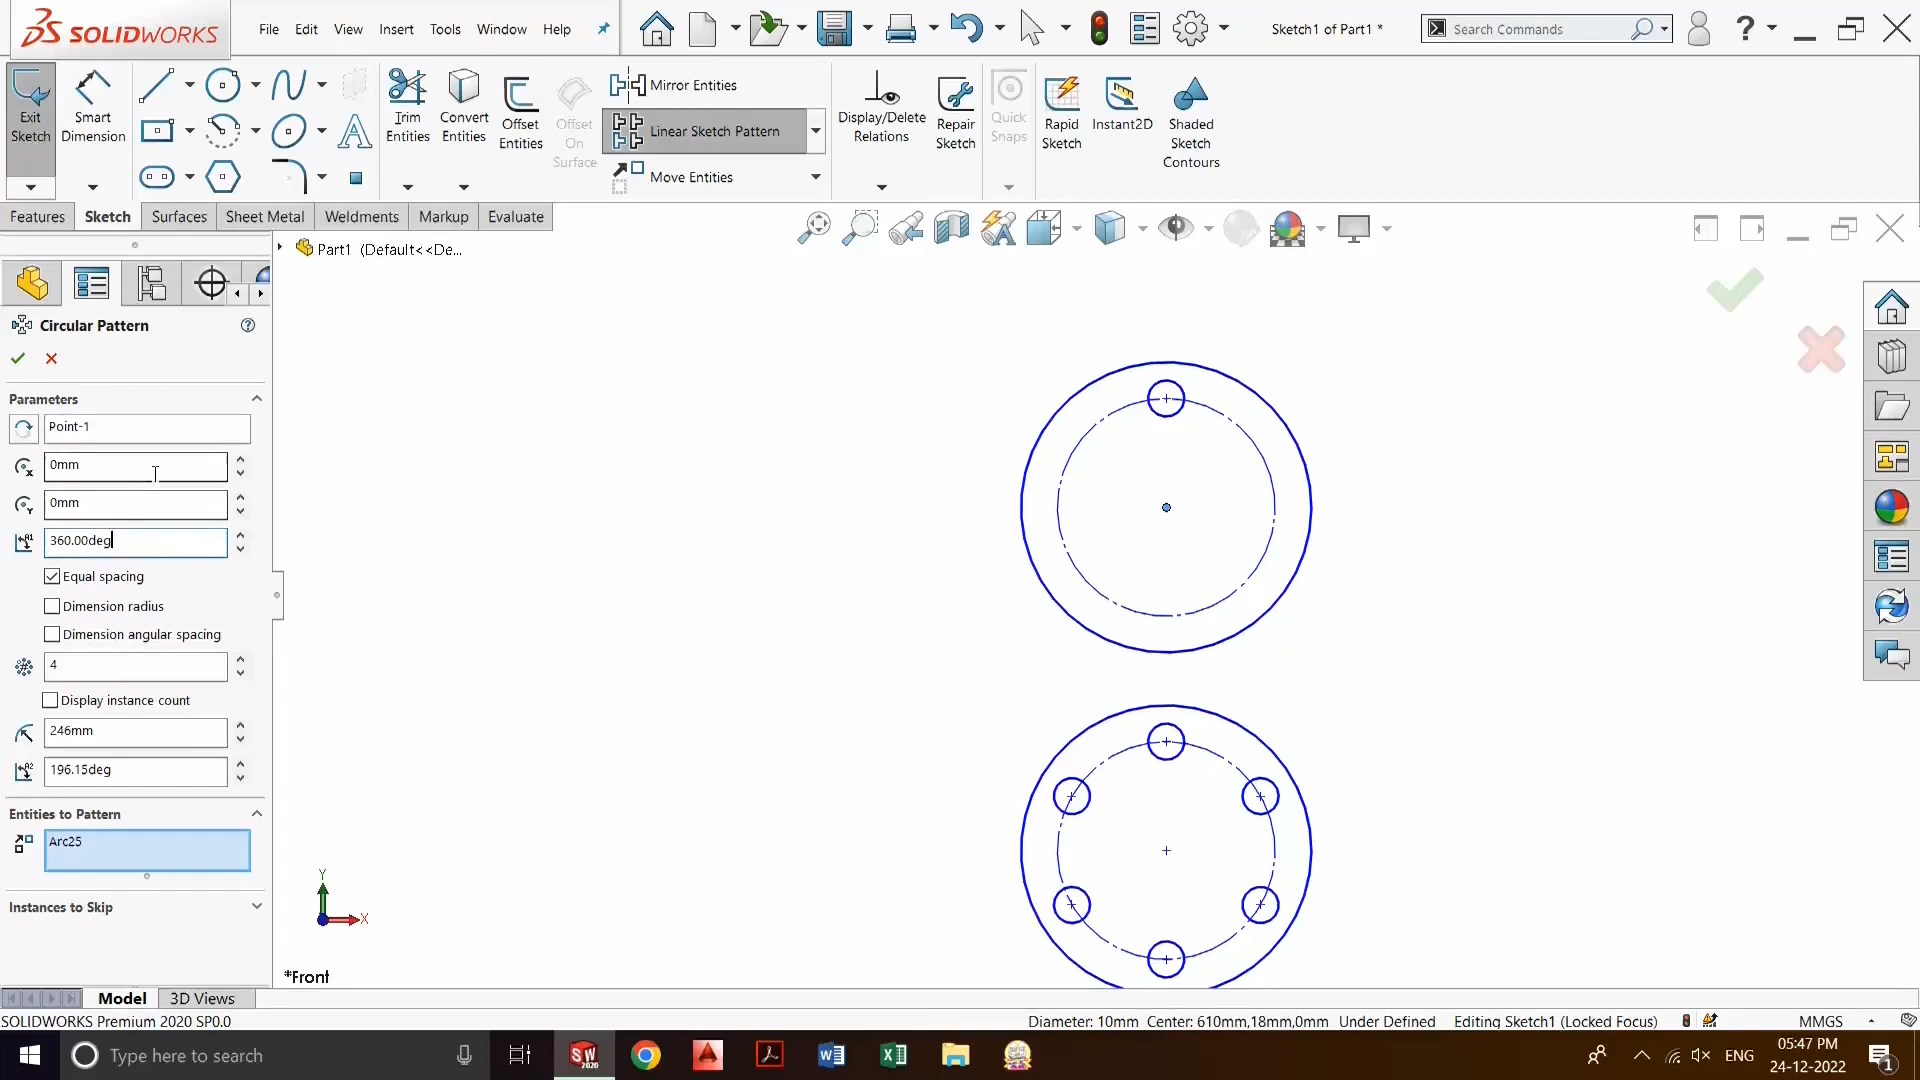 SOLIDWORKS File Edit View Insert Tools Window Help Sketch1 of Part1 * Search Commands ?
Exit Sketch
Smart Dimension
Trim Entities
Convert Entities
Offset Entities
Offset On Surface
Mirror Entities
Linear Sketch Pattern
Move Entities
Display/Delete Relations
Repair Sketch
Quick Snaps
Rapid Sketch
Instant2D
Shaded Sketch Contours
Features Sketch Surfaces Sheet Metal Weldments Markup Evaluate
Part1 (Default<<De...
Circular Pattern
Parameters
Point-1
0mm
0mm
360.00deg
Equal spacing
Dimension radius
Dimension angular spacing
4
Display instance count
246mm
196.15deg
Entities to Pattern
Arc25
Instances to Skip
Y
X
*Front
Model 3D Views
SOLIDWORKS Premium 2020 SP0.0 Diameter: 10mm Center: 610mm,18mm,0mm Under Defined Editing Sketch1 (Locked Focus) MMGS
Type here to search ENG 05:47 PM
24-12-2022 1